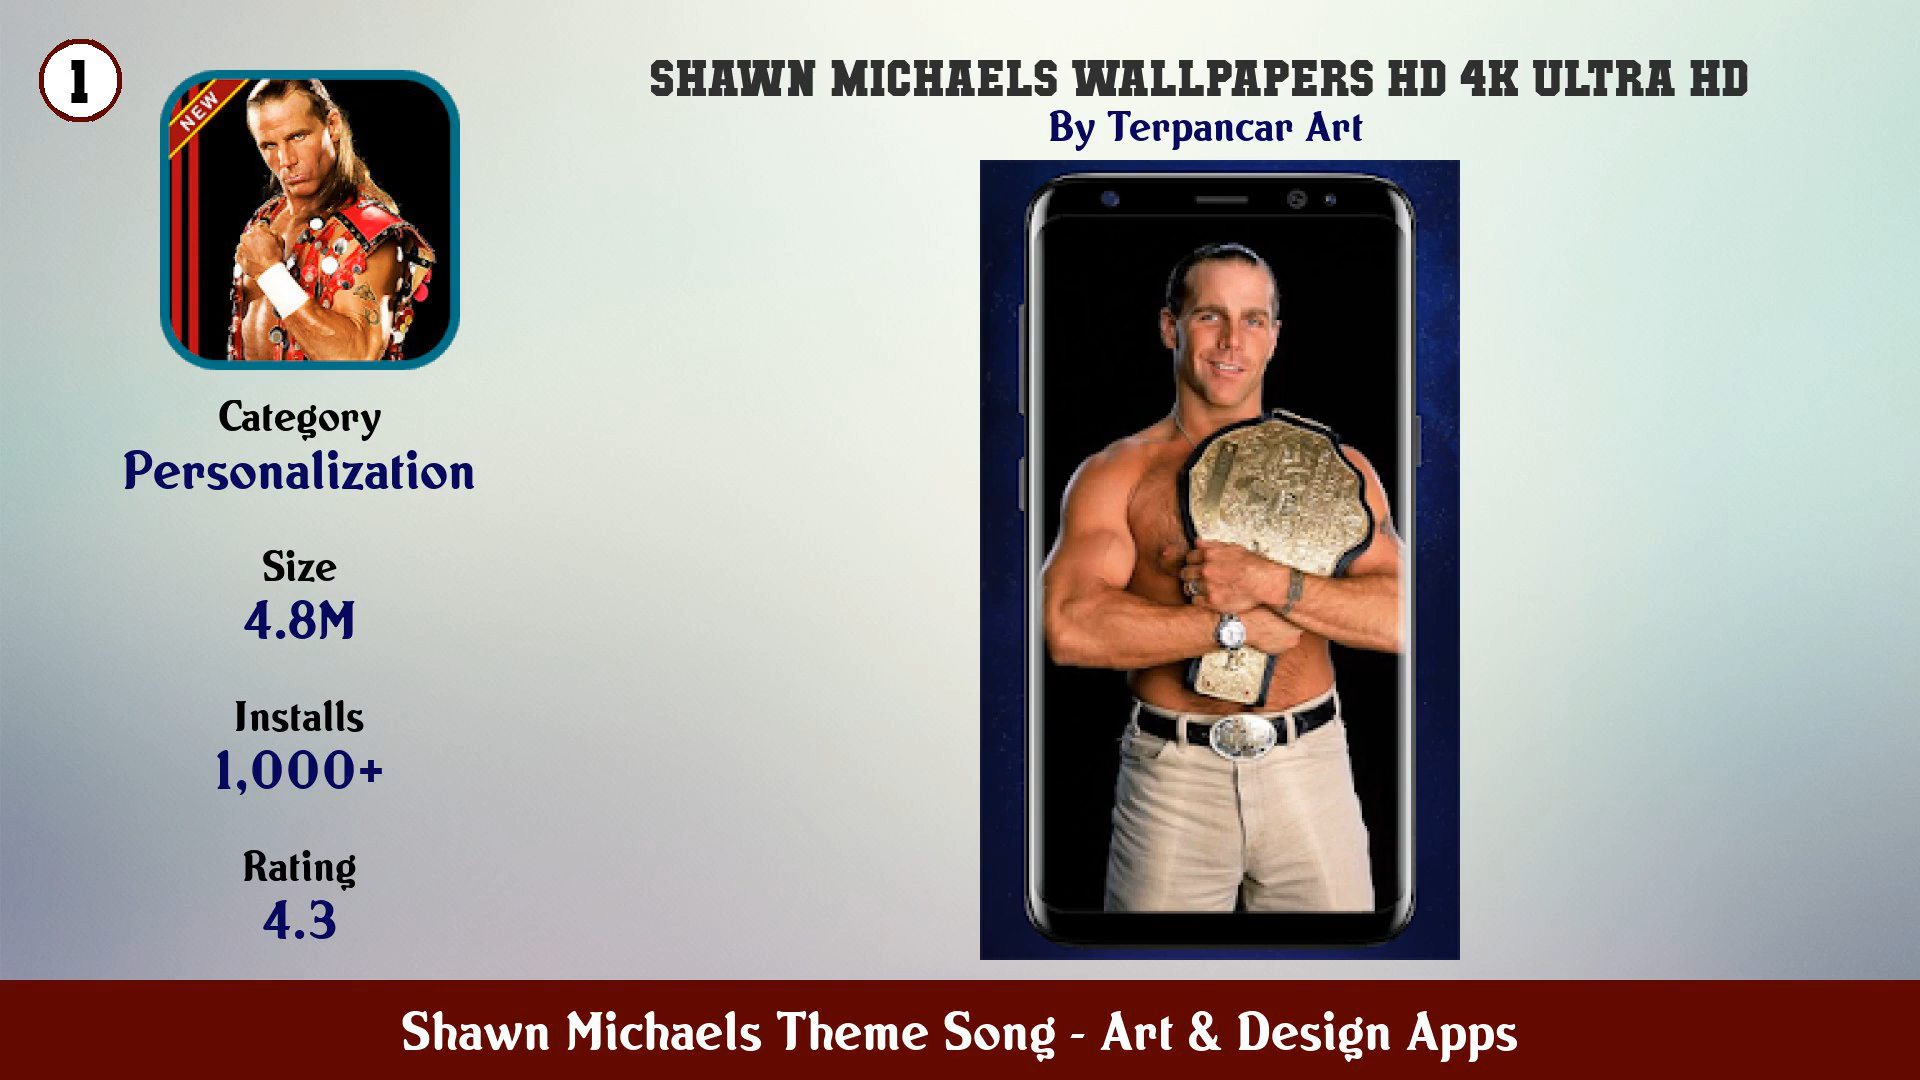 1
NEW
SHAWN MICHAELS WALLPAPERS HD 4K ULTRA HD
By Terpancar Art
Category
Personalization
Size
4.8M
Installs
1,000+
Rating
4.3
Shawn Michaels Theme Song - Art & Design Apps